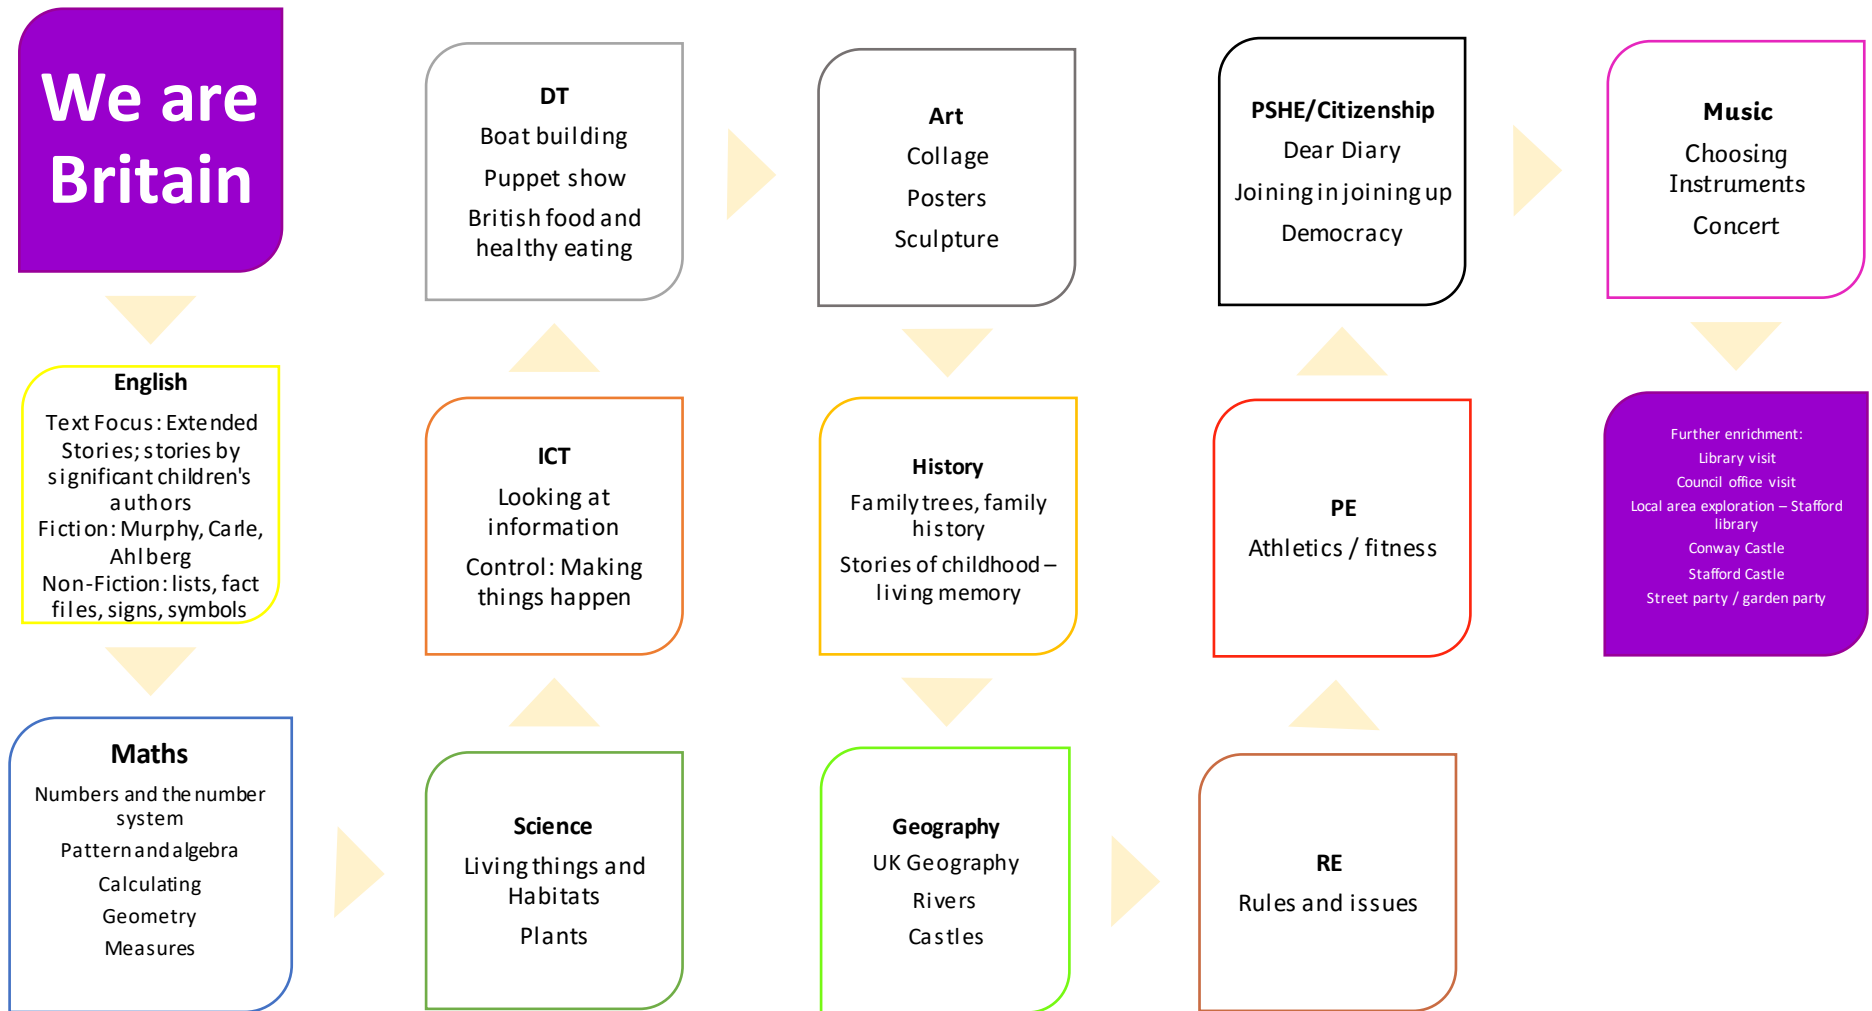 We are
Britain
English
Text Focus: Extended
Stories; stories by
significant children's
authors
Fiction: Murphy, Carle,
Ahlberg
Non-Fiction: lists, fact
files, signs, symbols
Maths
Numbers and the number
system
Pattern and algebra
Calculating
Geometry
Measures
Science
Living things and
Habitats
Plants
ICT
Looking at
information
Control: Making
things happen
DT
Boat building
Puppet show
British food and
healthy eating
Art
Collage
Posters
Sculpture
History
Family trees, family
history
Stories of childhood –
living memory
Geography
UK Geography
Rivers
Castles
RE
Rules and issues
PE
Athletics / fitness
PSHE/Citizenship
Dear Diary
Joining in joining up
Democracy
Music
Choosing
Instruments
Concert
Further enrichment:
Library visit
Council office visit
Local area exploration – Stafford
library
Conway Castle
Stafford Castle
Street party / garden party